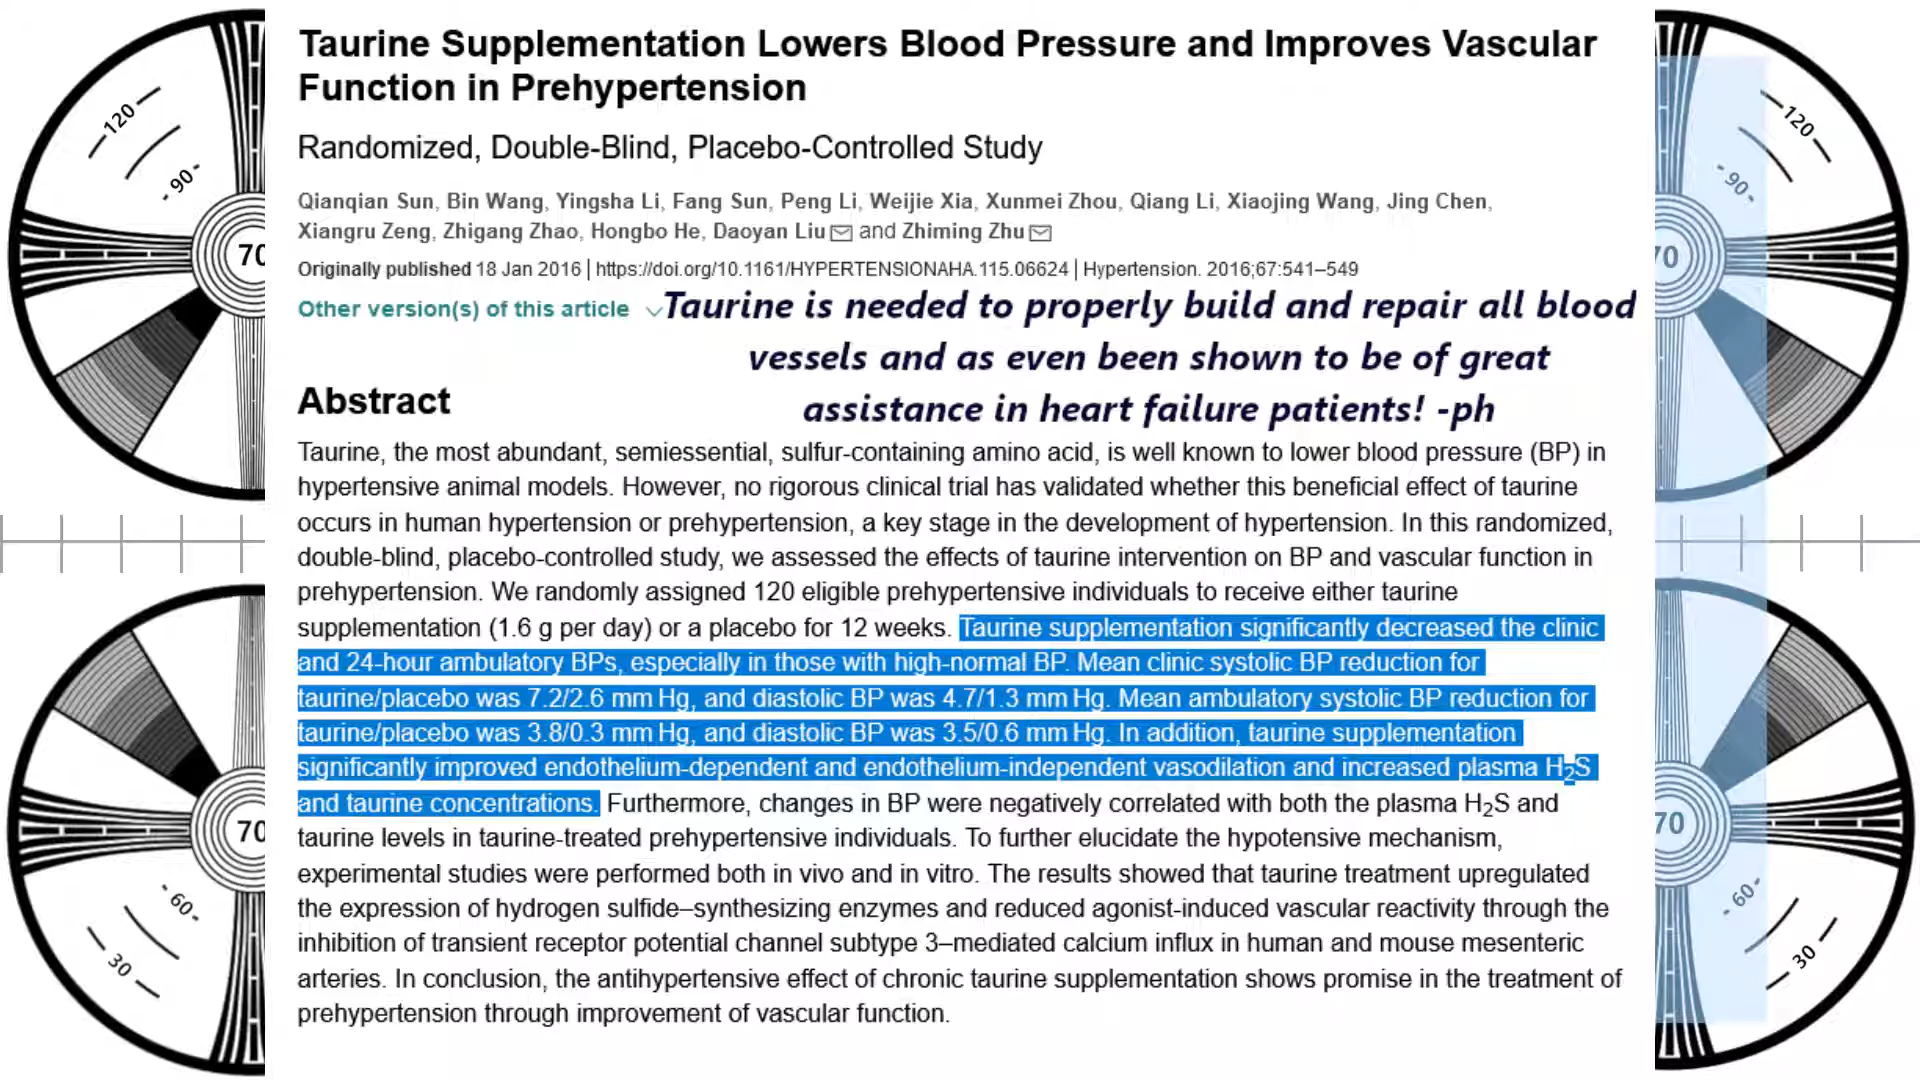 Taurine Supplementation Lowers Blood Pressure and Improves Vascular
Function in Prehypertension
Randomized, Double-Blind, Placebo-Controlled Study
Qianqian Sun, Bin Wang, Yingsha Li, Fang Sun, Peng Li, Weijie Xia, Xunmei Zhou, Qiang Li, Xiaojing Wang, Jing Chen,
Xiangru Zeng, Zhigang Zhao, Hongbo He, Daoyan Liu and Zhiming Zhu
Originally published 18 Jan 2016 | https://doi.org/10.1161/HYPERTENSIONAHA.115.06624 | Hypertension. 2016;67:541–549
Other version(s) of this article
Taurine is needed to properly build and repair all blood
vessels and as even been shown to be of great
assistance in heart failure patients! -ph
Abstract
Taurine, the most abundant, semiessential, sulfur-containing amino acid, is well known to lower blood pressure (BP) in
hypertensive animal models. However, no rigorous clinical trial has validated whether this beneficial effect of taurine
occurs in human hypertension or prehypertension, a key stage in the development of hypertension. In this randomized,
double-blind, placebo-controlled study, we assessed the effects of taurine intervention on BP and vascular function in
prehypertension. We randomly assigned 120 eligible prehypertensive individuals to receive either taurine
supplementation (1.6 g per day) or a placebo for 12 weeks. Taurine supplementation significantly decreased the clinic
and 24-hour ambulatory BPs, especially in those with high-normal BP. Mean clinic systolic BP reduction for
taurine/placebo was 7.2/2.6 mm Hg, and diastolic BP was 4.7/1.3 mm Hg. Mean ambulatory systolic BP reduction for
taurine/placebo was 3.8/0.3 mm Hg, and diastolic BP was 3.5/0.6 mm Hg. In addition, taurine supplementation
significantly improved endothelium-dependent and endothelium-independent vasodilation and increased plasma H2S
and taurine concentrations. Furthermore, changes in BP were negatively correlated with both the plasma H2S and
taurine levels in taurine-treated prehypertensive individuals. To further elucidate the hypotensive mechanism,
experimental studies were performed both in vivo and in vitro. The results showed that taurine treatment upregulated
the expression of hydrogen sulfide–synthesizing enzymes and reduced agonist-induced vascular reactivity through the
inhibition of transient receptor potential channel subtype 3–mediated calcium influx in human and mouse mesenteric
arteries. In conclusion, the antihypertensive effect of chronic taurine supplementation shows promise in the treatment of
prehypertension through improvement of vascular function.
120
90
70
120
90
70
70
60
30
70
60
30